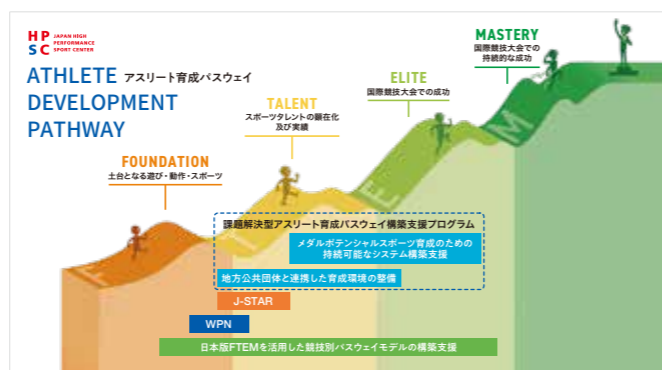 HP
SC
JAPAN HIGH
PERFORMANCE
SPORT CENTER
ATHLETE アスリート育成パスウェイ
DEVELOPMENT
PATHWAY
MASTERY
国際競技大会での
持続的な成功
ELITE
国際競技大会での成功
TALENT
スポーツタレントの顕在化
及び実績
FOUNDATION
土台となる遊び・動作・スポーツ
F
T
E
M
課題解決型アスリート育成パスウェイ構築支援プログラム
メダルポテンシャルスポーツ育成のための
持続可能なシステム構築支援
地方公共団体と連携した育成環境の整備
J-STAR
WPN
日本版FTEMを活用した競技別パスウェイモデルの構築支援